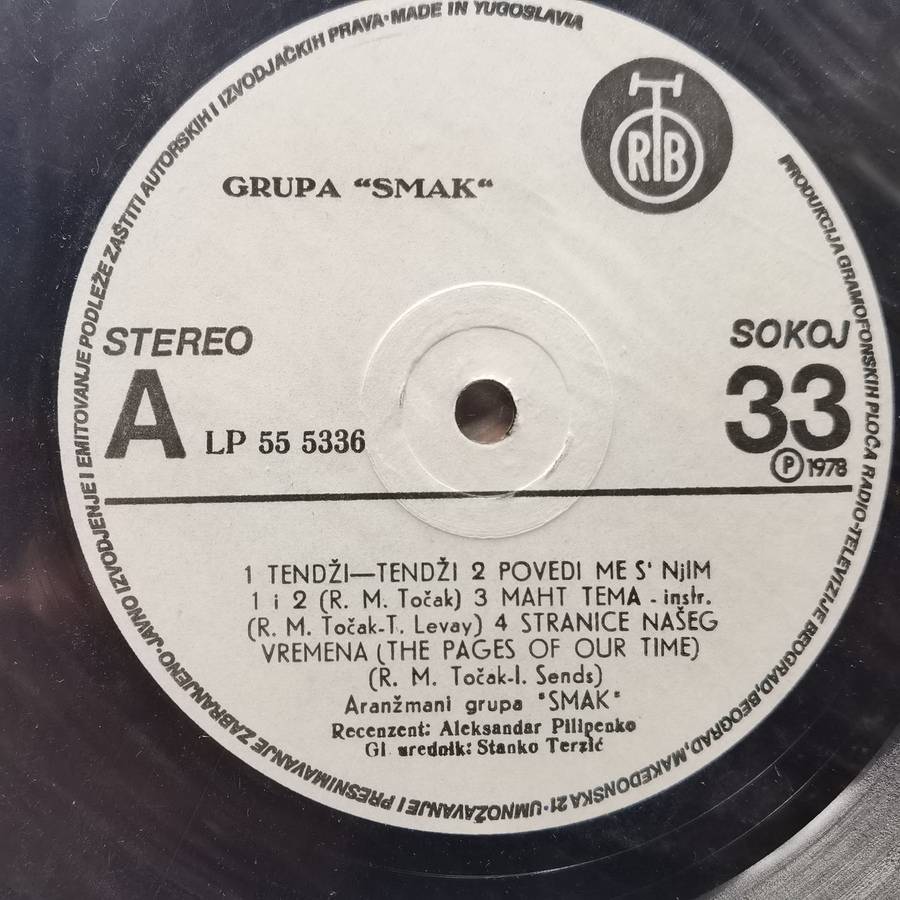 JAVNO IZVODJENJE I EMITOVANJE PODLEŽE ZAŠTITI AUTORSKIH I IZVODJAČKIH PRAVA·MADE IN YUGOSLAVIA
RTB
GRUPA “SMAK“
STEREO
SOKOJ
A
LP 55 5336
33
P 1978
1 TENDŽI—TENDŽI 2 POVEDI ME S' NjIM
1 i 2 (R. M. Točak) 3 MAHT TEMA - instr.
(R. M. Točak-T. Levay) 4 STRANICE NAŠEG
VREMENA (THE PAGES OF OUR TIME)
(R. M. Točak-I. Sends)
Aranžmani grupa "SMAK"
Recenzent: Aleksandar Pilipenko
Gl urednik: Stanko Terzić
PRODUKCIJA GRAMOFONSKIH PLOČA RADIO-TELEVIZIJE BEOGRAD, BEOGRAD, MAKEDONSKA 21·UMNOŽAVANJE I PRESNIMAVANJE ZABRANJENO·